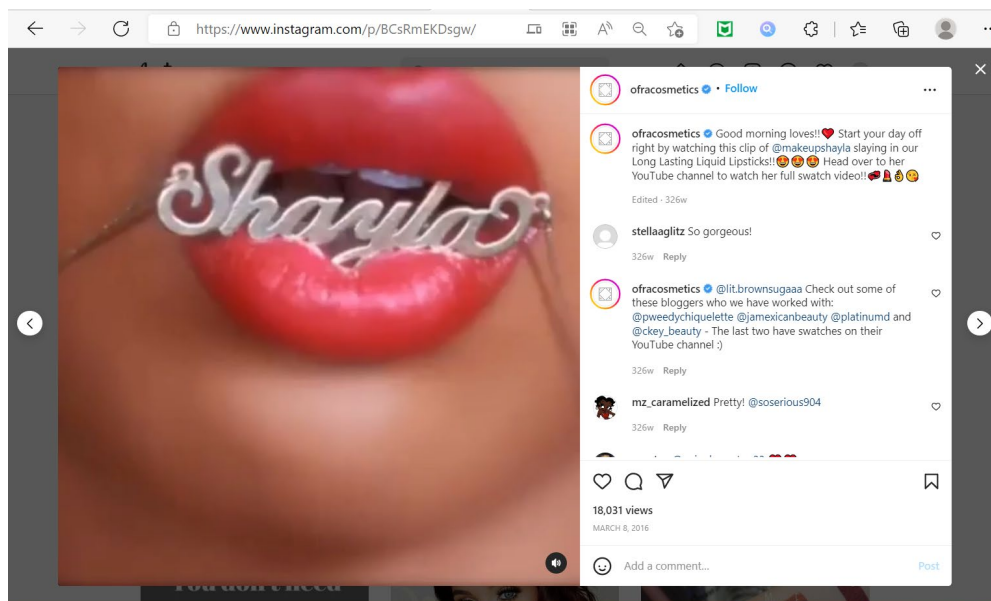 https://www.instagram.com/p/BCsRmEKDsgw/
Shayla
ofracosmetics • Follow
ofracosmetics Good morning loves!!❤️ Start your day off
right by watching this clip of @makeupshayla slaying in our
Long Lasting Liquid Lipsticks!!😍😍😍 Head over to her
YouTube channel to watch her full swatch video!!💋💄👌😘
Edited · 326w
stellaaglitz So gorgeous!
326w Reply
ofracosmetics @lit.brownsugaaa Check out some of
these bloggers who we have worked with:
@pweedychiquelette @jamexicanbeauty @platinumd and
@ckey_beauty - The last two have swatches on their
YouTube channel :)
326w Reply
mz_caramelized Pretty! @soserious904
326w Reply
18,031 views
MARCH 8, 2016
Add a comment...
Post
You don't need